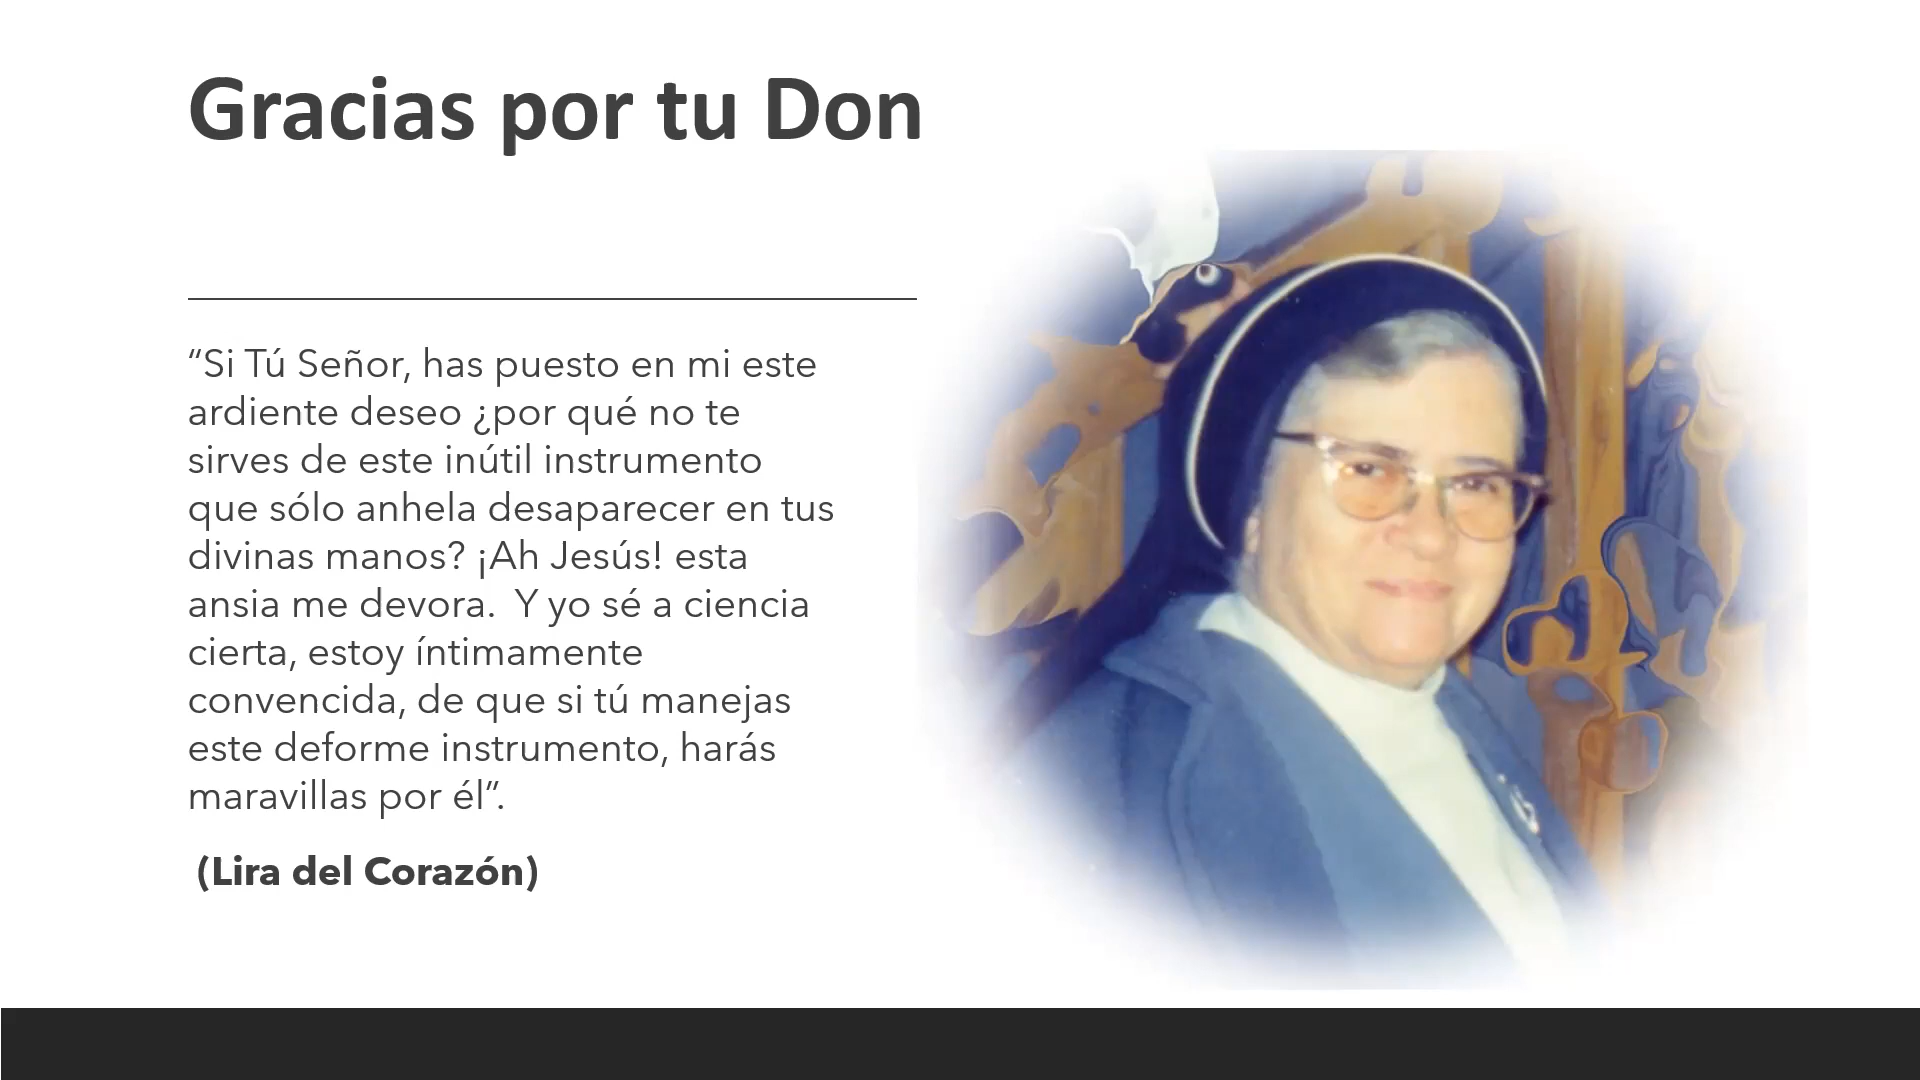 Gracias por tu Don
“Si Tú Señor, has puesto en mi este
ardiente deseo ¿por qué no te
sirves de este inútil instrumento
que sólo anhela desaparecer en tus
divinas manos? ¡Ah Jesús! esta
ansia me devora.  Y yo sé a ciencia
cierta, estoy íntimamente
convencida, de que si tú manejas
este deforme instrumento, harás
maravillas por él”.
(Lira del Corazón)